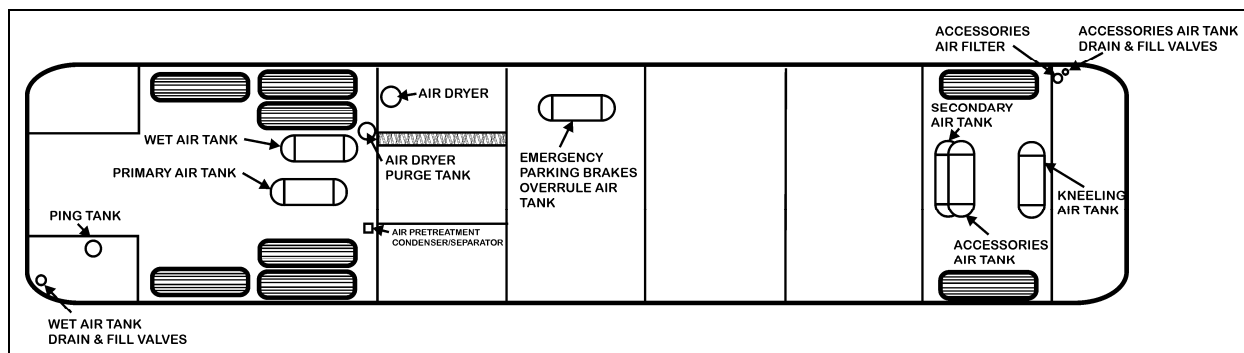 ACCESSORIES
AIR FILTER
ACCESSORIES AIR TANK
DRAIN & FILL VALVES
AIR DRYER
SECONDARY
AIR TANK
WET AIR TANK
AIR DRYER
PURGE TANK
EMERGENCY
PARKING BRAKES
OVERRULE AIR
TANK
PRIMARY AIR TANK
KNEELING
AIR TANK
PING TANK
AIR PRETREATMENT
CONDENSER/SEPARATOR
ACCESSORIES
AIR TANK
WET AIR TANK
DRAIN & FILL VALVES